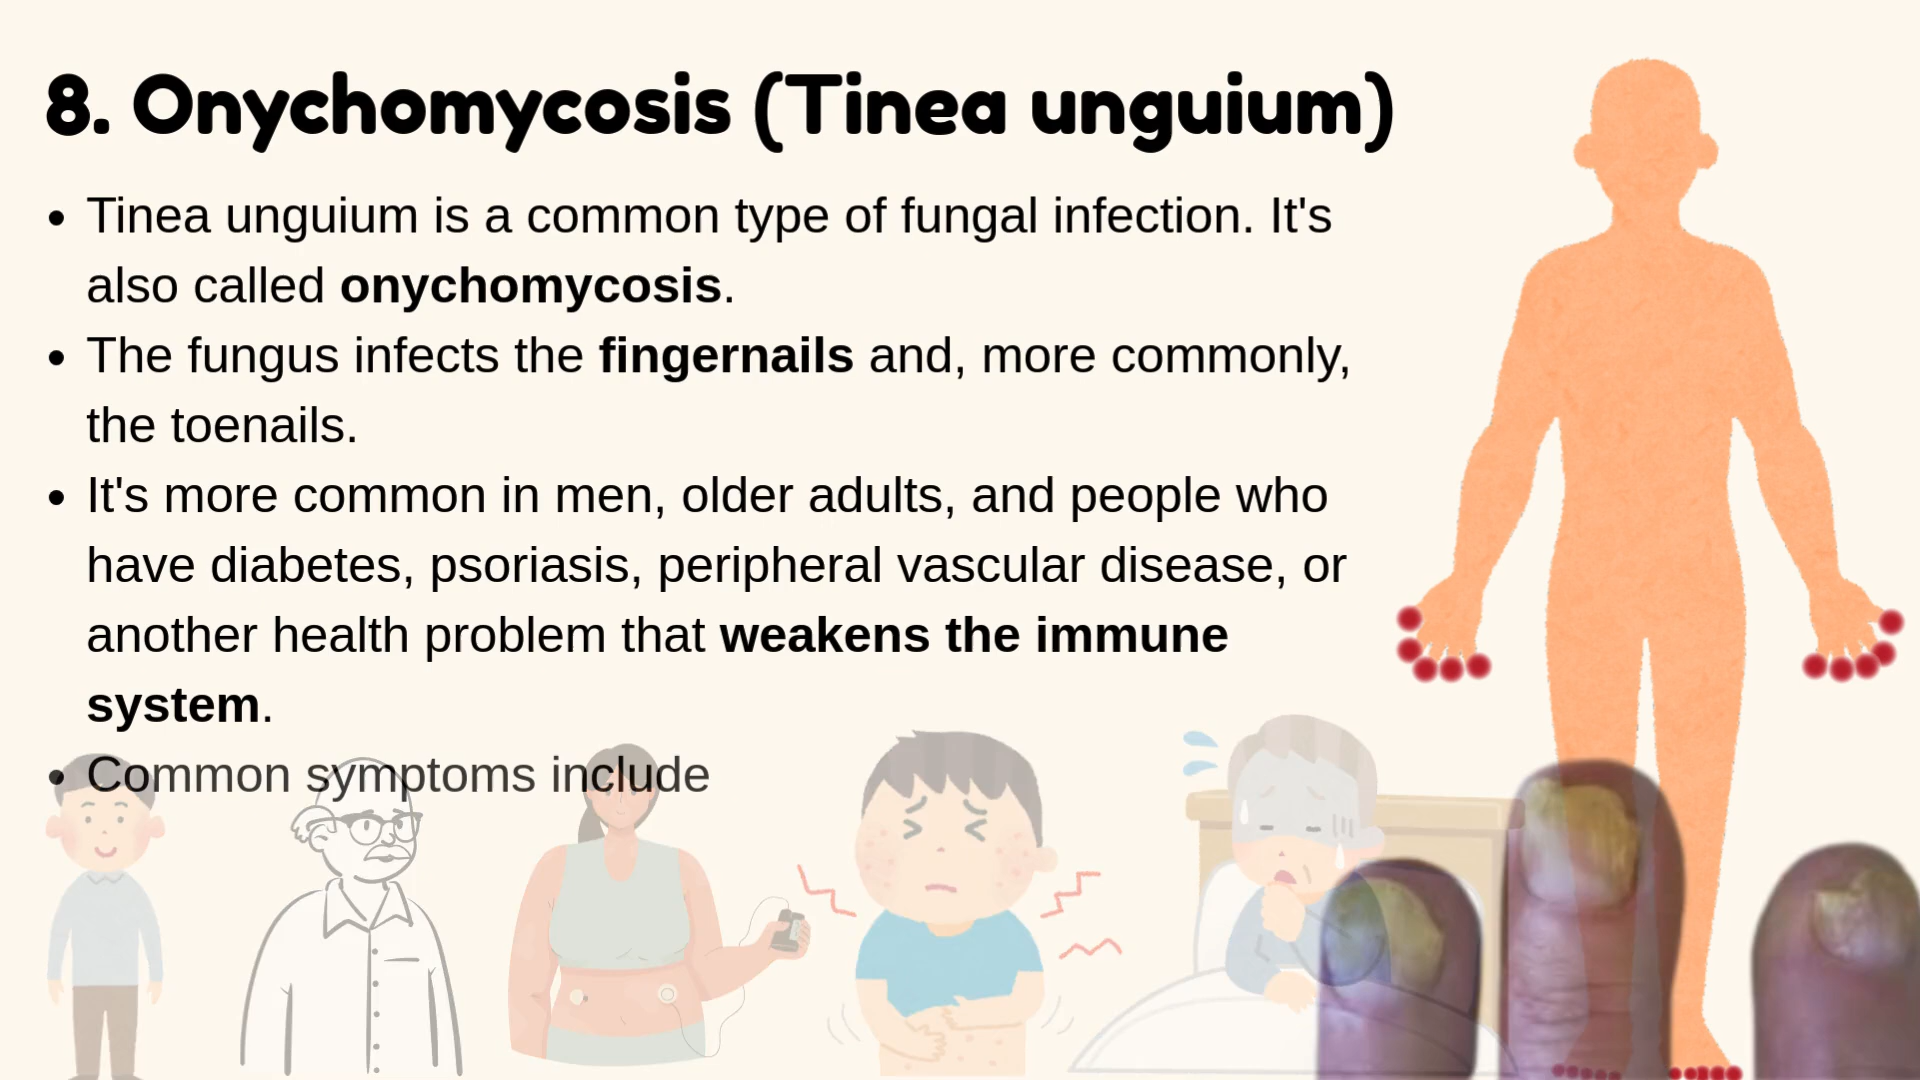 8. Onychomycosis (Tinea unguium)
• Tinea unguium is a common type of fungal infection. It's
also called onychomycosis.
• The fungus infects the fingernails and, more commonly,
the toenails.
• It's more common in men, older adults, and people who
have diabetes, psoriasis, peripheral vascular disease, or
another health problem that weakens the immune
system.
• Common symptoms include